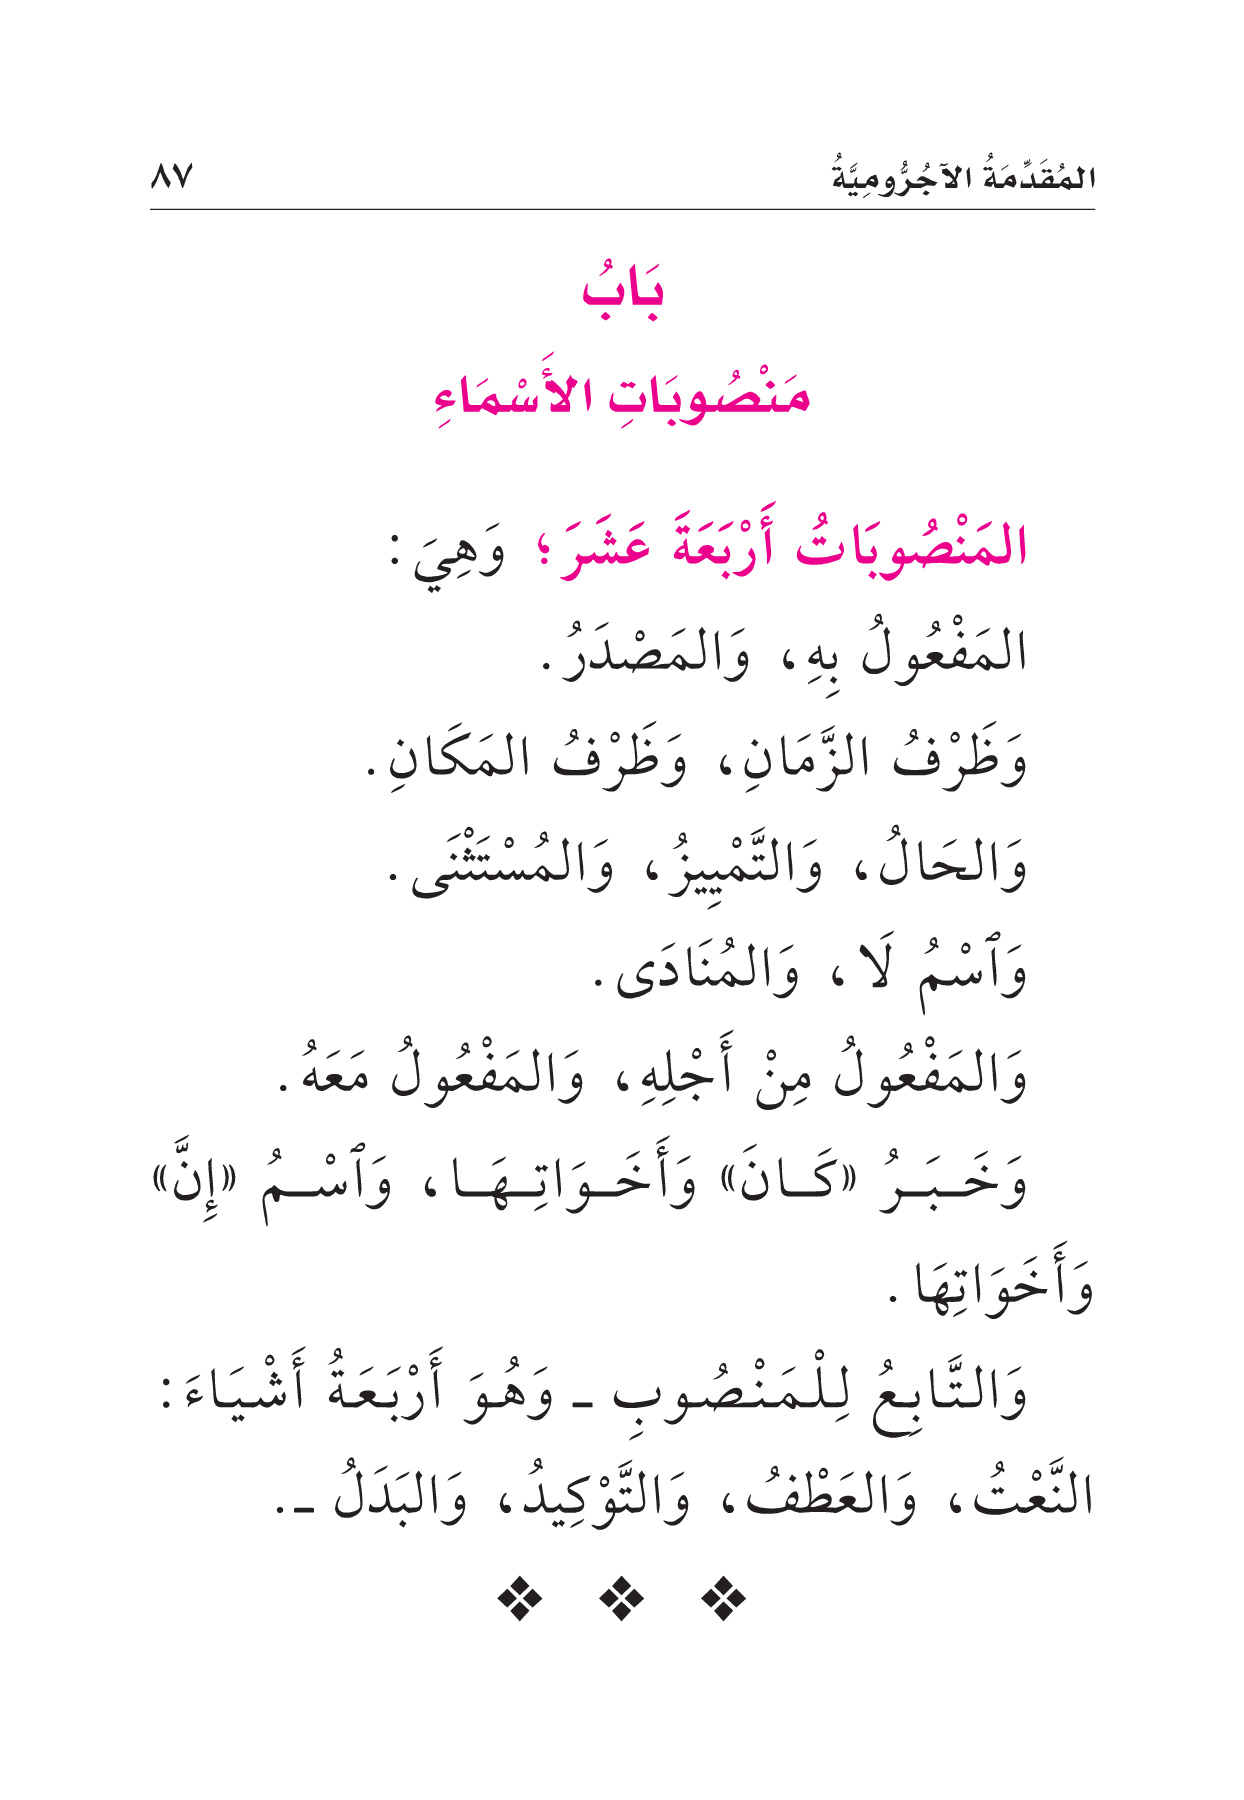 المُقَدِّمَةُ الآجُرُّومِيَّةُ ٨٧
بَابُ
مَنْصُوبَاتِ الأَسْمَاءِ
المَنْصُوبَاتُ أَرْبَعَةَ عَشَرَ؛ وَهِيَ:
المَفْعُولُ بِهِ، وَالمَصْدَرُ.
وَظَرْفُ الزَّمَانِ، وَظَرْفُ المَكَانِ.
وَالحَالُ، وَالتَّمْيِيزُ، وَالمُسْتَثْنَى.
وَٱسْمُ لَا، وَالمُنَادَى.
وَالمَفْعُولُ مِنْ أَجْلِهِ، وَالمَفْعُولُ مَعَهُ.
وَخَبَرُ «كَانَ» وَأَخَوَاتِهَا، وَٱسْمُ «إِنَّ»
وَأَخَوَاتِهَا.
وَالتَّابِعُ لِلْمَنْصُوبِ - وَهُوَ أَرْبَعَةُ أَشْيَاءَ:
النَّعْتُ، وَالعَطْفُ، وَالتَّوْكِيدُ، وَالبَدَلُ -.